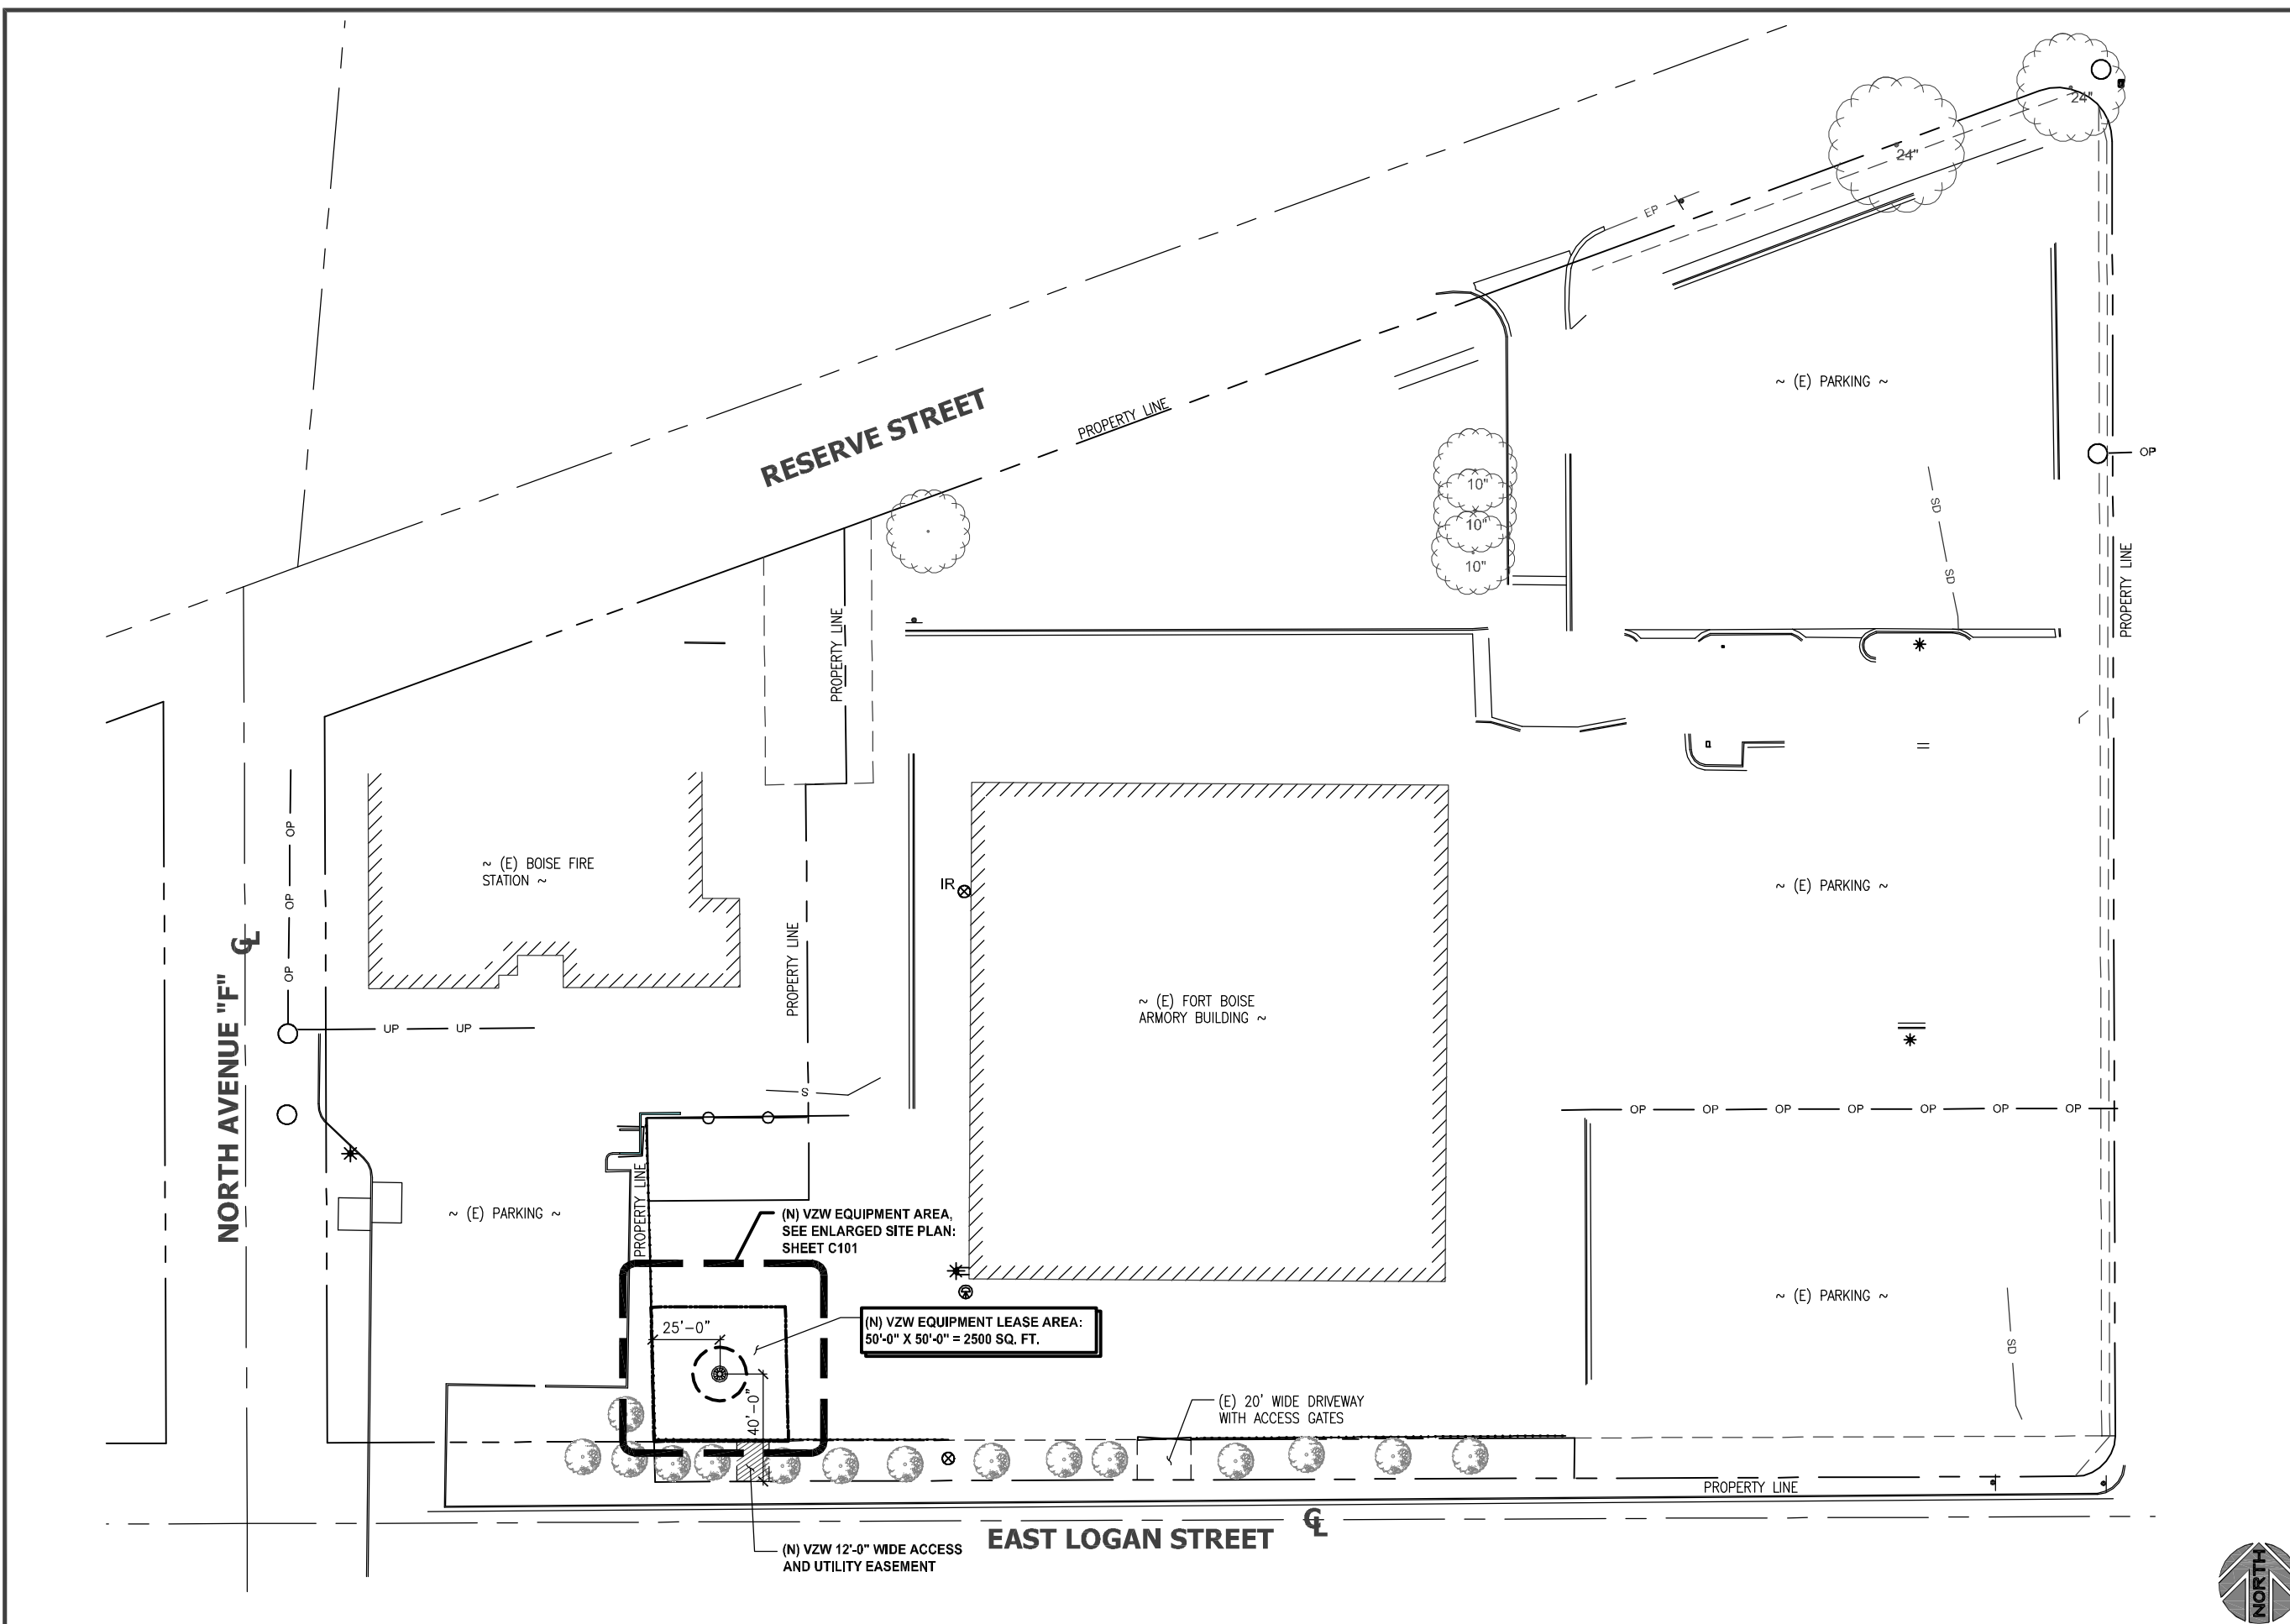 24"
24"
EP
~ (E) PARKING ~
RESERVE STREET
PROPERTY LINE
OP
10"
10"
10"
SD
SD
PROPERTY LINE
PROPERTY LINE
OP
OP
OP
~ (E) BOISE FIRE
STATION ~
IR
~ (E) PARKING ~
PROPERTY LINE
CL
NORTH AVENUE "F"
~ (E) FORT BOISE
ARMORY BUILDING ~
UP UP
S
OP OP OP OP OP OP OP
~ (E) PARKING ~
PROPERTY LINE
(N) VZW EQUIPMENT AREA,
SEE ENLARGED SITE PLAN:
SHEET C101
~ (E) PARKING ~
25'-0"
(N) VZW EQUIPMENT LEASE AREA:
50'-0" X 50'-0" = 2500 SQ. FT.
SD
40'-0"
(E) 20' WIDE DRIVEWAY
WITH ACCESS GATES
PROPERTY LINE
CL
EAST LOGAN STREET
(N) VZW 12'-0" WIDE ACCESS
AND UTILITY EASEMENT
NORTH